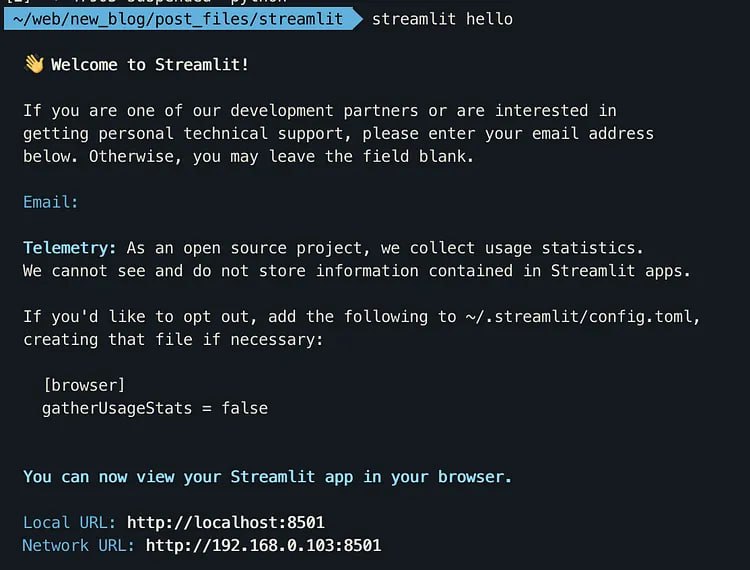 ~/web/new_blog/post_files/streamlit streamlit hello
👋 Welcome to Streamlit!
If you are one of our development partners or are interested in
getting personal technical support, please enter your email address
below. Otherwise, you may leave the field blank.
Email:
Telemetry: As an open source project, we collect usage statistics.
We cannot see and do not store information contained in Streamlit apps.
If you'd like to opt out, add the following to ~/.streamlit/config.toml,
creating that file if necessary:
[browser]
gatherUsageStats = false
You can now view your Streamlit app in your browser.
Local URL: http://localhost:8501
Network URL: http://192.168.0.103:8501